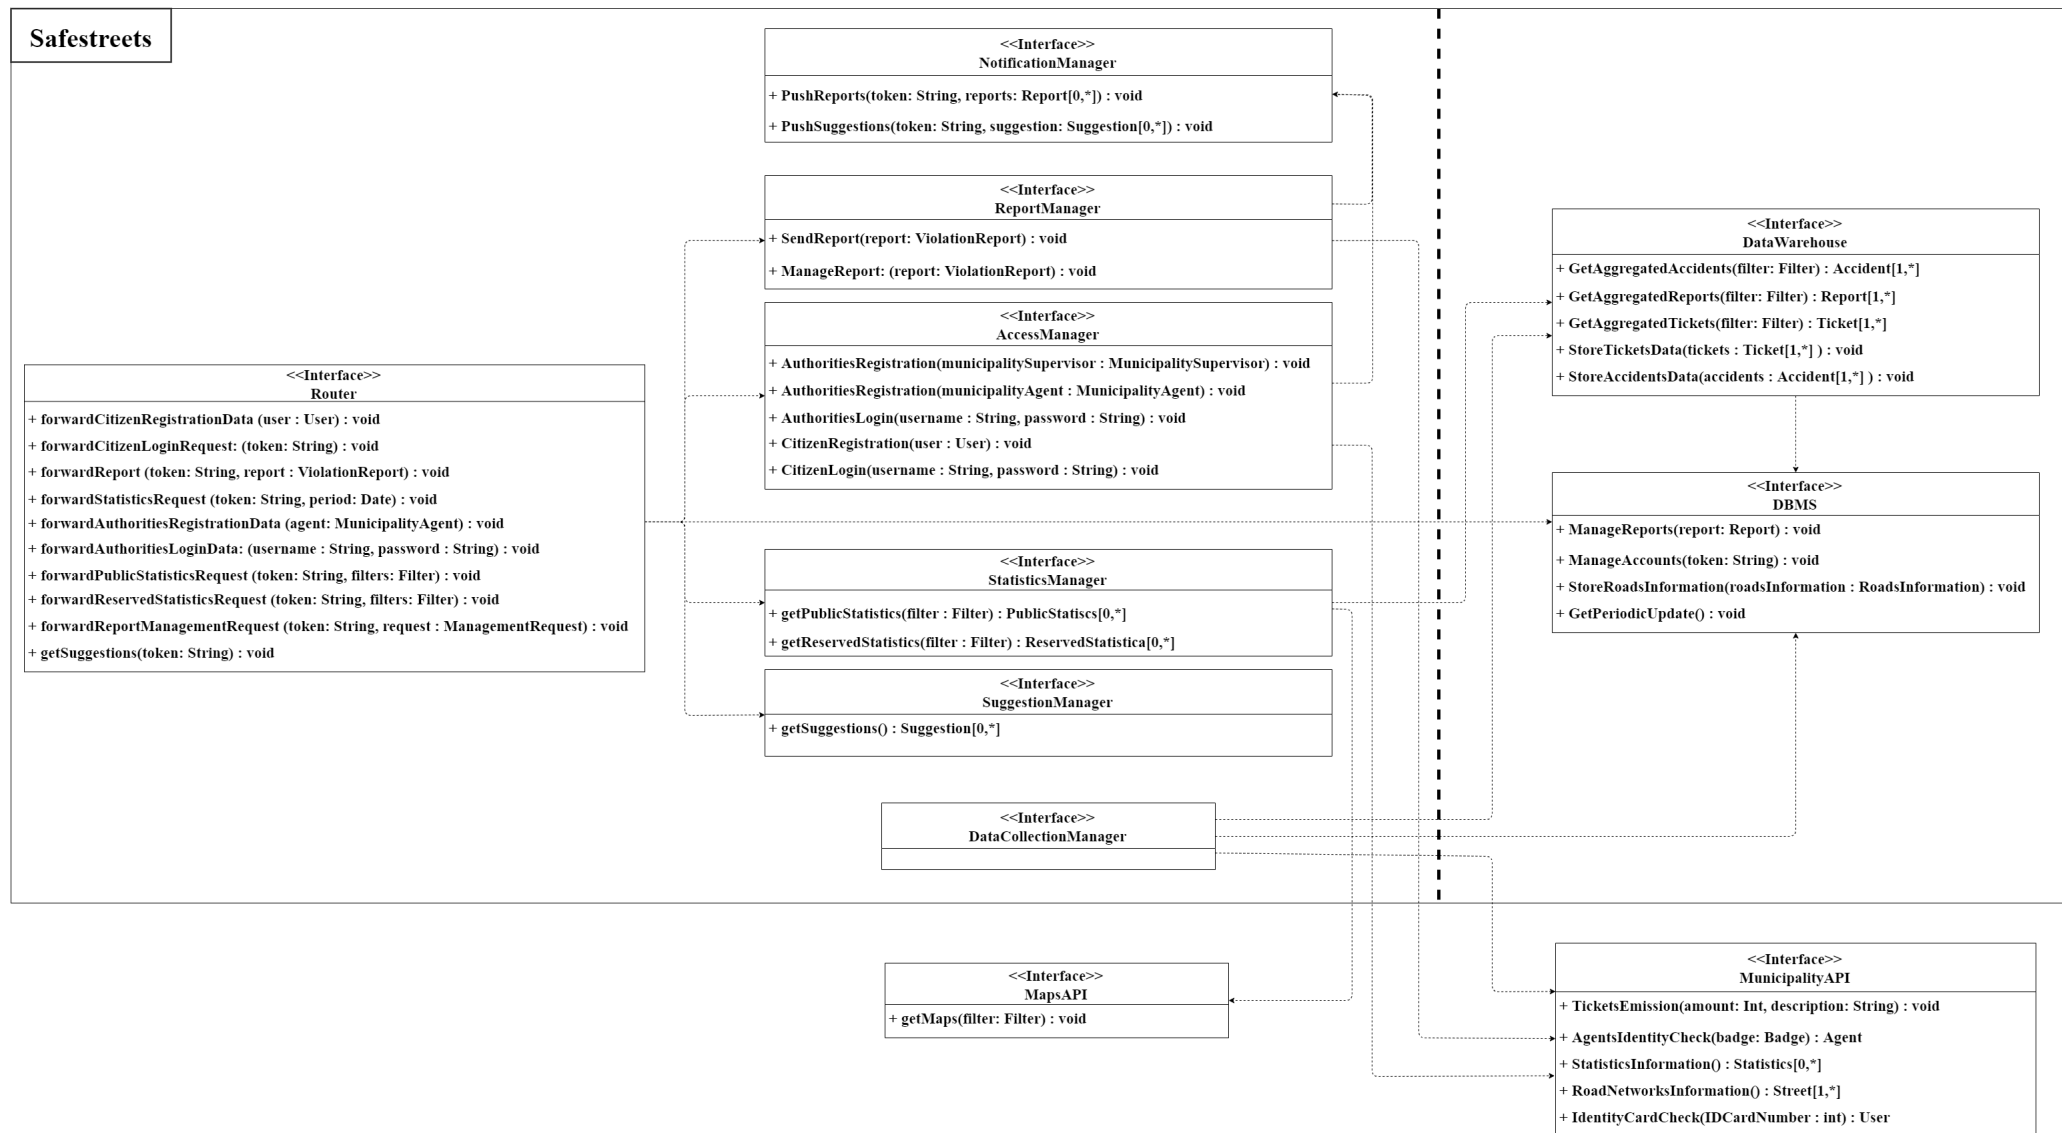 Safestreets
<<Interface>>
NotificationManager
+ PushReports(token: String, reports: Report[0,*]) : void
+ PushSuggestions(token: String, suggestion: Suggestion[0,*]) : void
<<Interface>>
ReportManager
+ SendReport(report: ViolationReport) : void
+ ManageReport: (report: ViolationReport) : void
<<Interface>>
AccessManager
+ AuthoritiesRegistration(municipalitySupervisor : MunicipalitySupervisor) : void
+ AuthoritiesRegistration(municipalityAgent : MunicipalityAgent) : void
+ AuthoritiesLogin(username : String, password : String) : void
+ CitizenRegistration(user : User) : void
+ CitizenLogin(username : String, password : String) : void
<<Interface>>
Router
+ forwardCitizenRegistrationData (user : User) : void
+ forwardCitizenLoginRequest: (token: String) : void
+ forwardReport (token: String, report : ViolationReport) : void
+ forwardStatisticsRequest (token: String, period: Date) : void
+ forwardAuthoritiesRegistrationData (agent: MunicipalityAgent) : void
+ forwardAuthoritiesLoginData: (username : String, password : String) : void
+ forwardPublicStatisticsRequest (token: String, filters: Filter) : void
+ forwardReservedStatisticsRequest (token: String, filters: Filter) : void
+ forwardReportManagementRequest (token: String, request : ManagementRequest) : void
+ getSuggestions(token: String) : void
<<Interface>>
StatisticsManager
+ getPublicStatistics(filter : Filter) : PublicStatiscs[0,*]
+ getReservedStatistics(filter : Filter) : ReservedStatistica[0,*]
<<Interface>>
SuggestionManager
+ getSuggestions() : Suggestion[0,*]
<<Interface>>
DataCollectionManager
<<Interface>>
DataWarehouse
+ GetAggregatedAccidents(filter: Filter) : Accident[1,*]
+ GetAggregatedReports(filter: Filter) : Report[1,*]
+ GetAggregatedTickets(filter: Filter) : Ticket[1,*]
+ StoreTicketsData(tickets : Ticket[1,*] ) : void
+ StoreAccidentsData(accidents : Accident[1,*] ) : void
<<Interface>>
DBMS
+ ManageReports(report: Report) : void
+ ManageAccounts(token: String) : void
+ StoreRoadsInformation(roadsInformation : RoadsInformation) : void
+ GetPeriodicUpdate() : void
<<Interface>>
MapsAPI
+ getMaps(filter: Filter) : void
<<Interface>>
MunicipalityAPI
+ TicketsEmission(amount: Int, description: String) : void
+ AgentsIdentityCheck(badge: Badge) : Agent
+ StatisticsInformation() : Statistics[0,*]
+ RoadNetworksInformation() : Street[1,*]
+ IdentityCardCheck(IDCardNumber : int) : User